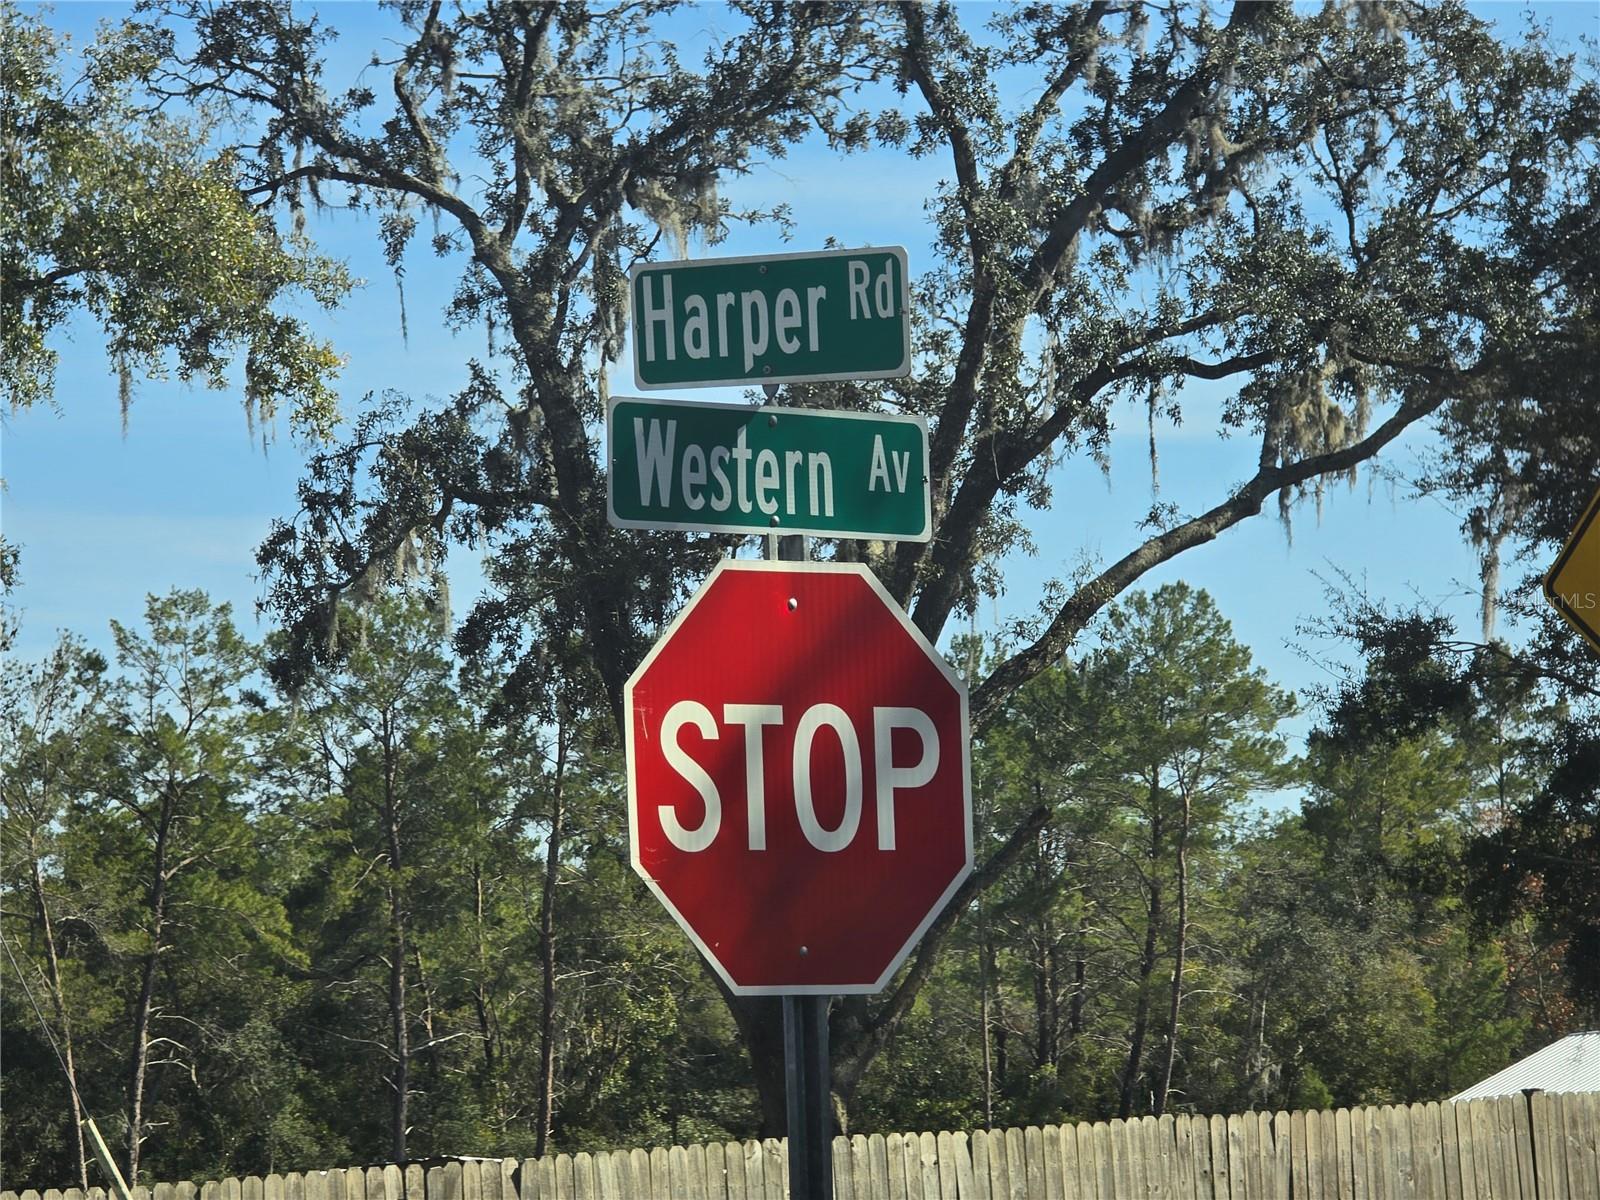 Harper Rd
Western Av
STOP